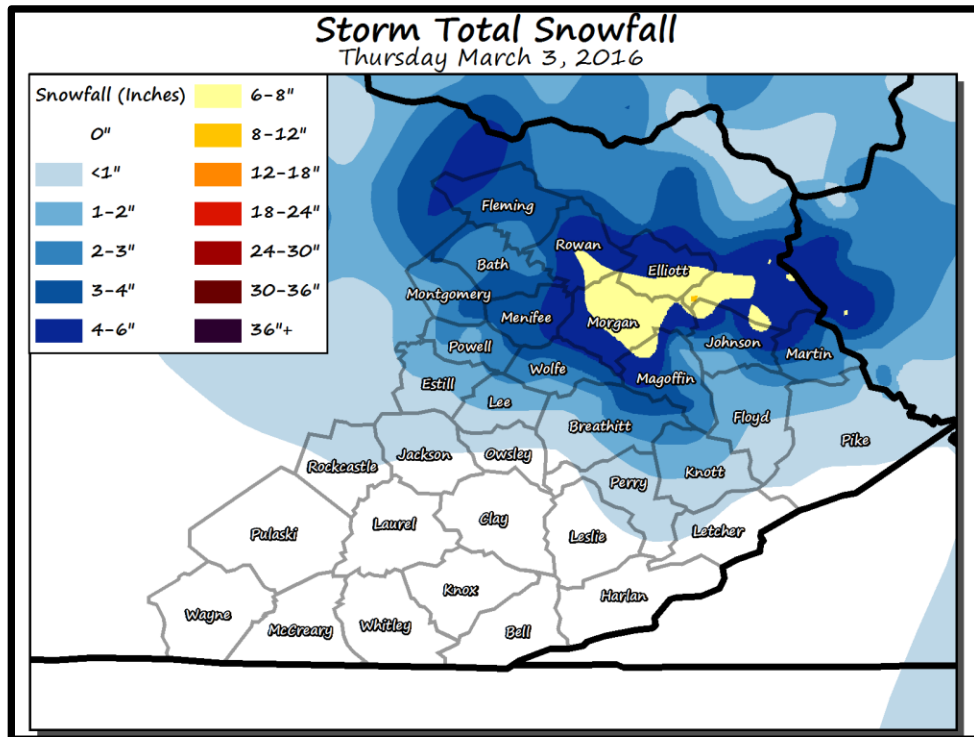 Storm Total Snowfall
Thursday March 3, 2016
Snowfall (Inches)
0"
<1"
1-2"
2-3"
3-4"
4-6"
6-8"
8-12"
12-18"
18-24"
24-30"
30-36"
36"+
Fleming
Rowan
Bath
Elliott
Montgomery
Menifee
Morgan
Powell
Johnson
Martin
Wolfe
Magoffin
Estill
Lee
Floyd
Breathitt
Pike
Jackson
Owsley
Rockcastle
Knott
Perry
Pulaski
Laurel
Clay
Leslie
Letcher
Knox
Harlan
Wayne
McCreary
Whitley
Bell